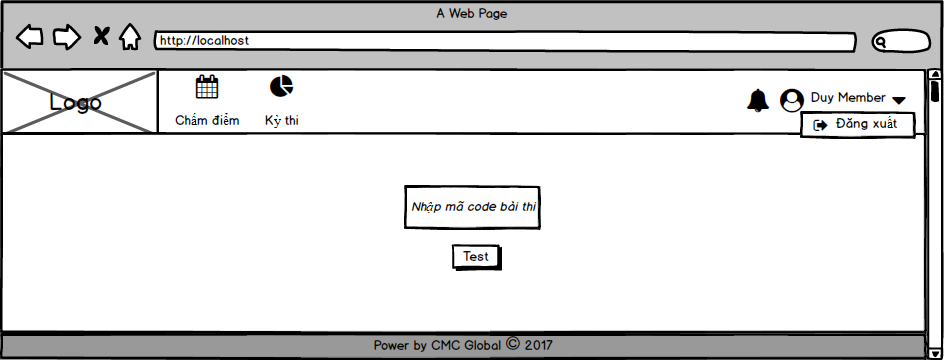 A Web Page
http://localhost
Logo
Chấm điểm
Kỳ thi
Duy Member
Đăng xuất
Nhập mã code bài thi
Test
Power by CMC Global © 2017